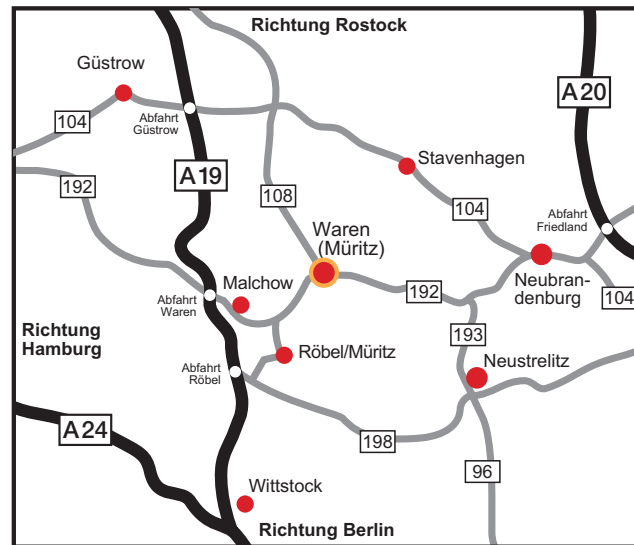 Richtung Rostock
Güstrow
A20
104
Abfahrt
Güstrow
Stavenhagen
A19
192
108
104
Abfahrt
Friedland
Waren
(Müritz)
Malchow
192
Neubran-
denburg
104
Abfahrt
Waren
Richtung
Hamburg
193
Röbel/Müritz
Neustrelitz
Abfahrt
Röbel
A24
198
96
Wittstock
Richtung Berlin